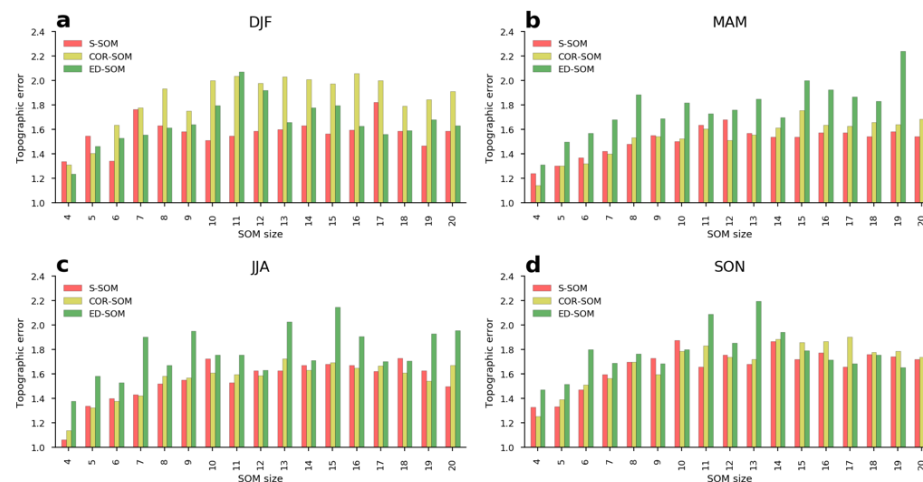 a DJF
2.4
2.2
2.0
1.8
1.6
1.4
1.2
1.0
Topographic error
S-SOM
COR-SOM
ED-SOM
4 5 6 7 8 9 10 11 12 13 14 15 16 17 18 19 20
SOM size
b MAM
2.4
2.2
2.0
1.8
1.6
1.4
1.2
1.0
Topographic error
S-SOM
COR-SOM
ED-SOM
4 5 6 7 8 9 10 11 12 13 14 15 16 17 18 19 20
SOM size
c JJA
2.4
2.2
2.0
1.8
1.6
1.4
1.2
1.0
Topographic error
S-SOM
COR-SOM
ED-SOM
4 5 6 7 8 9 10 11 12 13 14 15 16 17 18 19 20
SOM size
d SON
2.4
2.2
2.0
1.8
1.6
1.4
1.2
1.0
Topographic error
S-SOM
COR-SOM
ED-SOM
4 5 6 7 8 9 10 11 12 13 14 15 16 17 18 19 20
SOM size